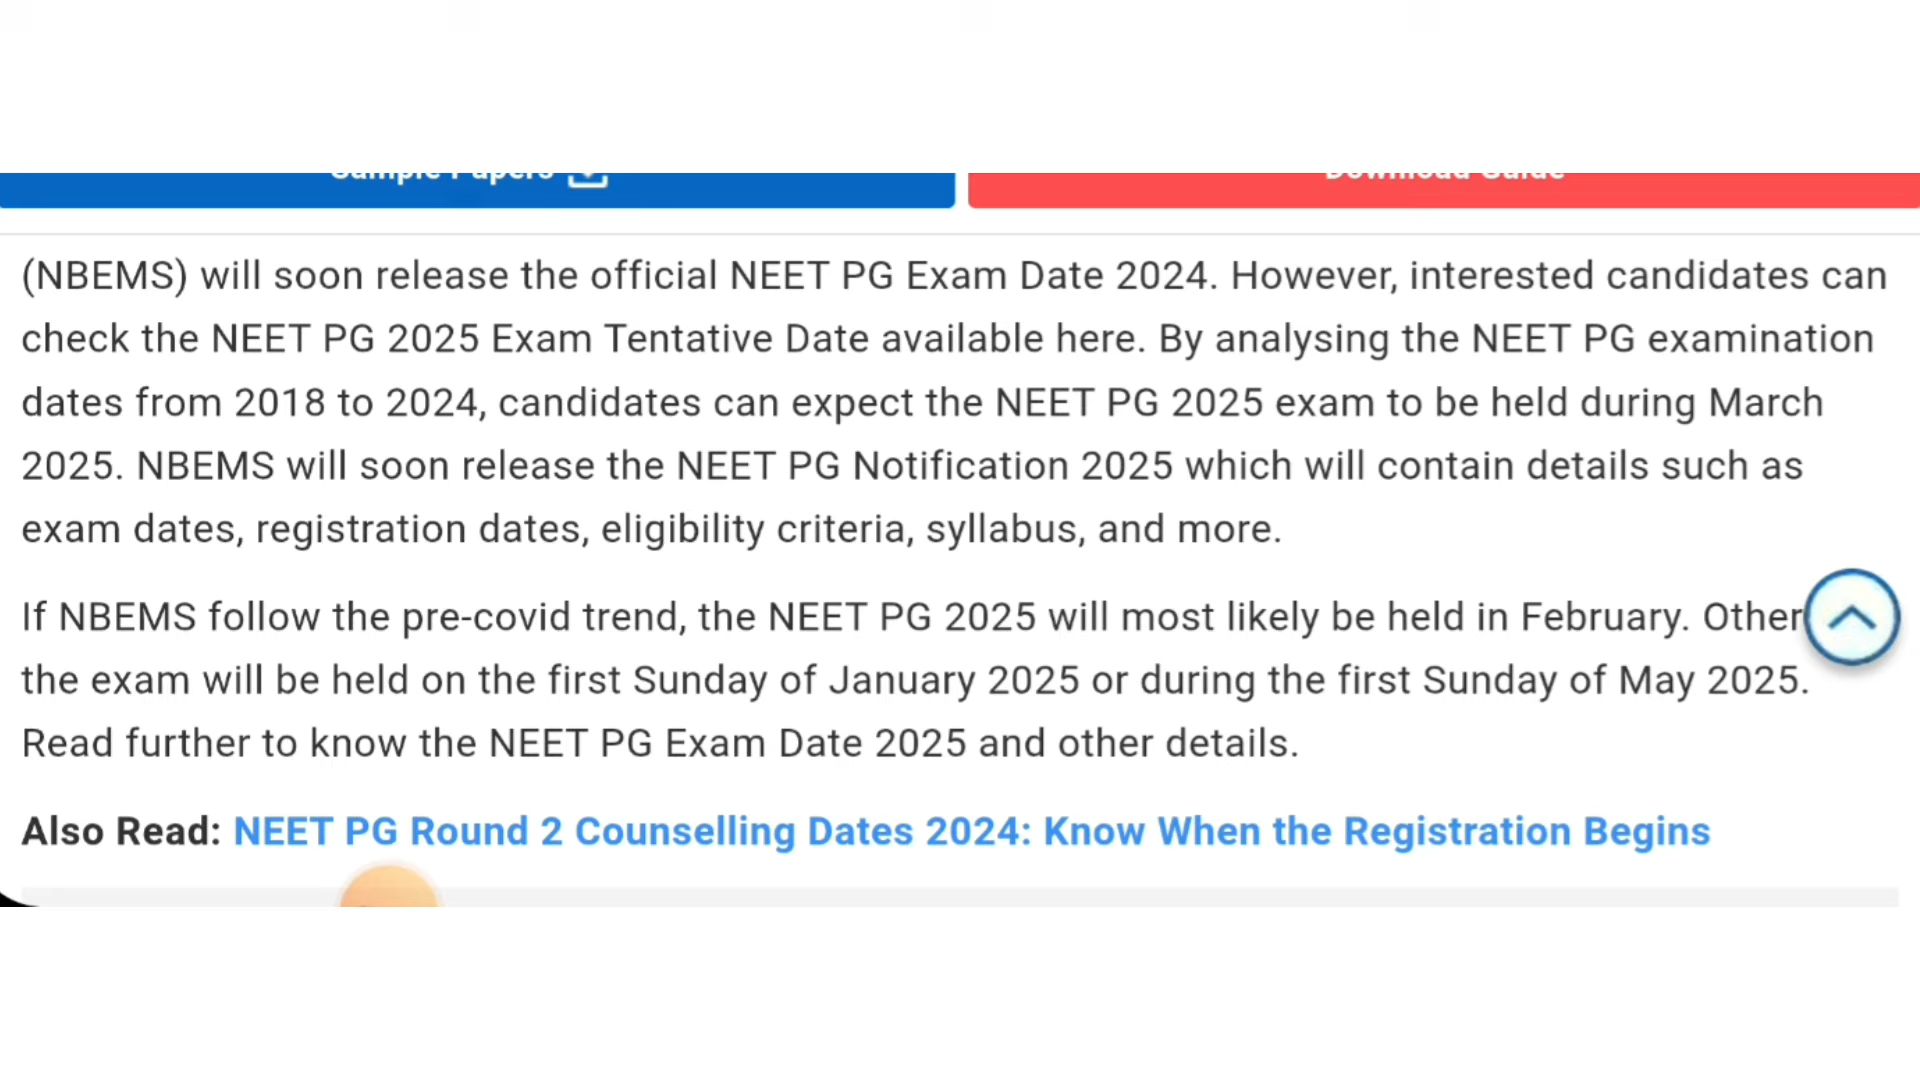 Sample Papers
Download Guide
(NBEMS) will soon release the official NEET PG Exam Date 2024. However, interested candidates can
check the NEET PG 2025 Exam Tentative Date available here. By analysing the NEET PG examination
dates from 2018 to 2024, candidates can expect the NEET PG 2025 exam to be held during March
2025. NBEMS will soon release the NEET PG Notification 2025 which will contain details such as
exam dates, registration dates, eligibility criteria, syllabus, and more.
If NBEMS follow the pre-covid trend, the NEET PG 2025 will most likely be held in February. Other
the exam will be held on the first Sunday of January 2025 or during the first Sunday of May 2025.
Read further to know the NEET PG Exam Date 2025 and other details.
Also Read: NEET PG Round 2 Counselling Dates 2024: Know When the Registration Begins